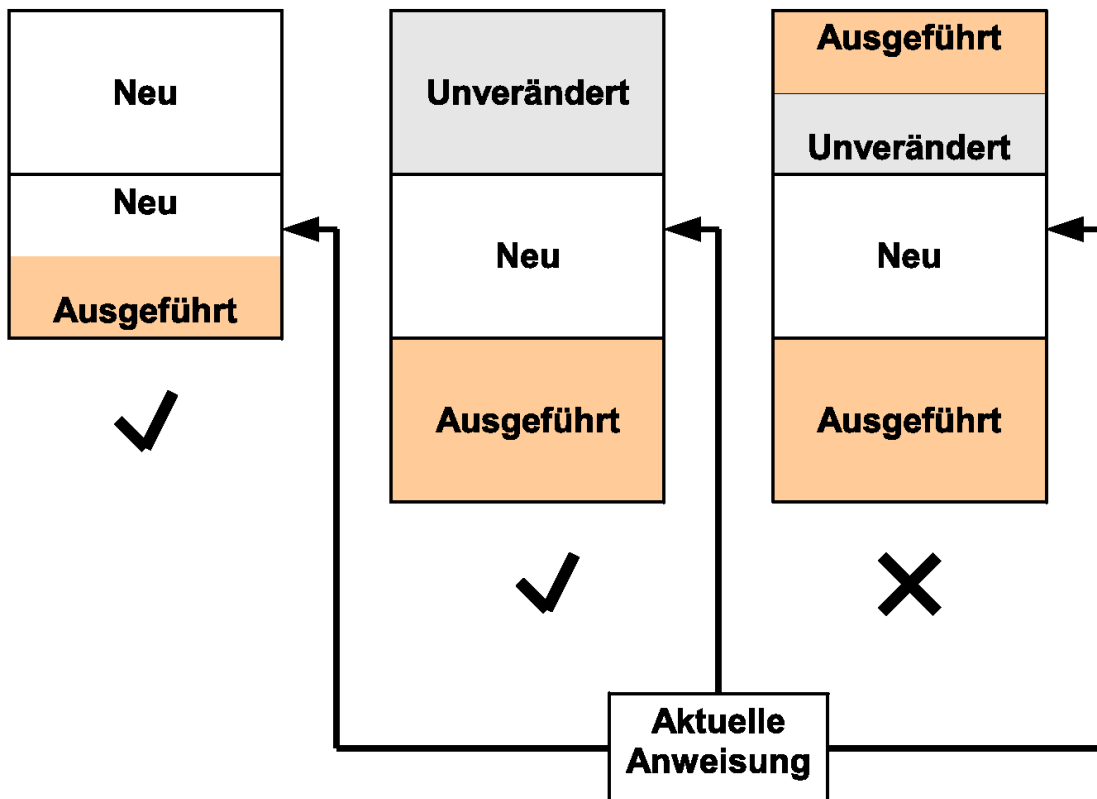 Neu
Neu
Ausgeführt
Unverändert
Neu
Ausgeführt
Ausgeführt
Unverändert
Neu
Ausgeführt
Aktuelle
Anweisung